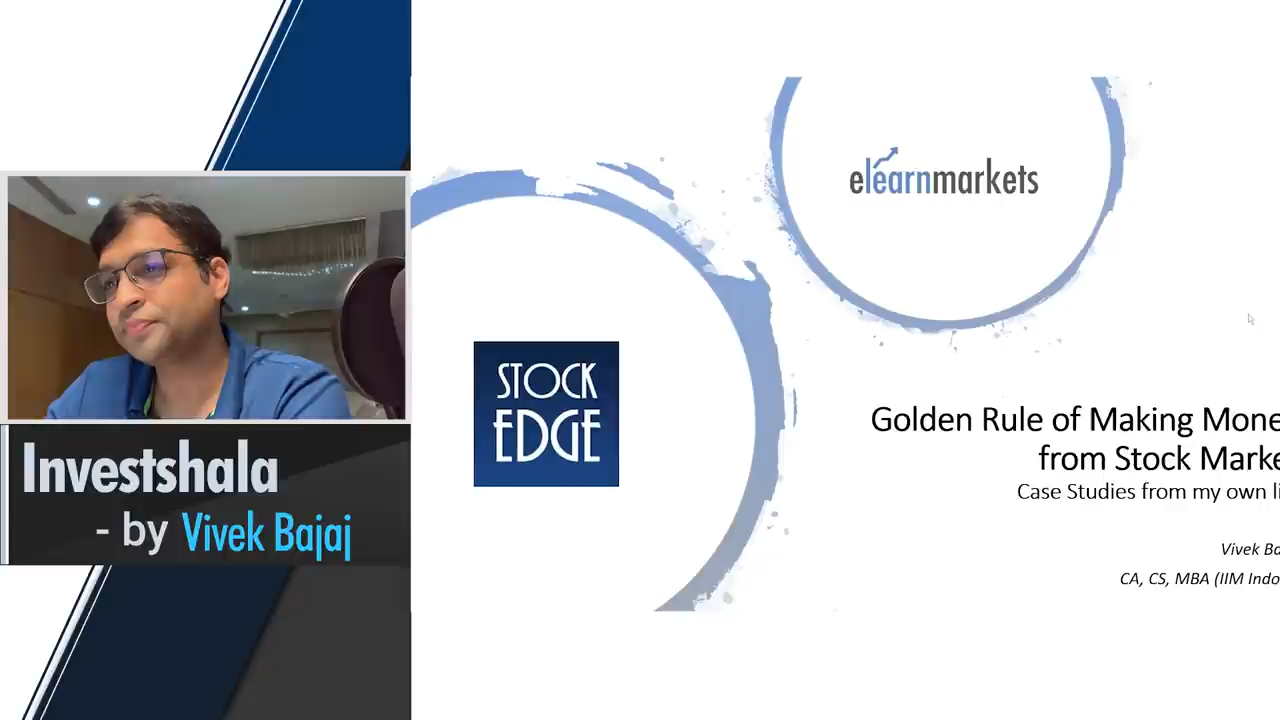 Investshala
- by Vivek Bajaj
elearnmarkets
STOCK
EDGE
Golden Rule of Making Mone
from Stock Marke
Case Studies from my own li
Vivek Ba
CA, CS, MBA (IIM Indo